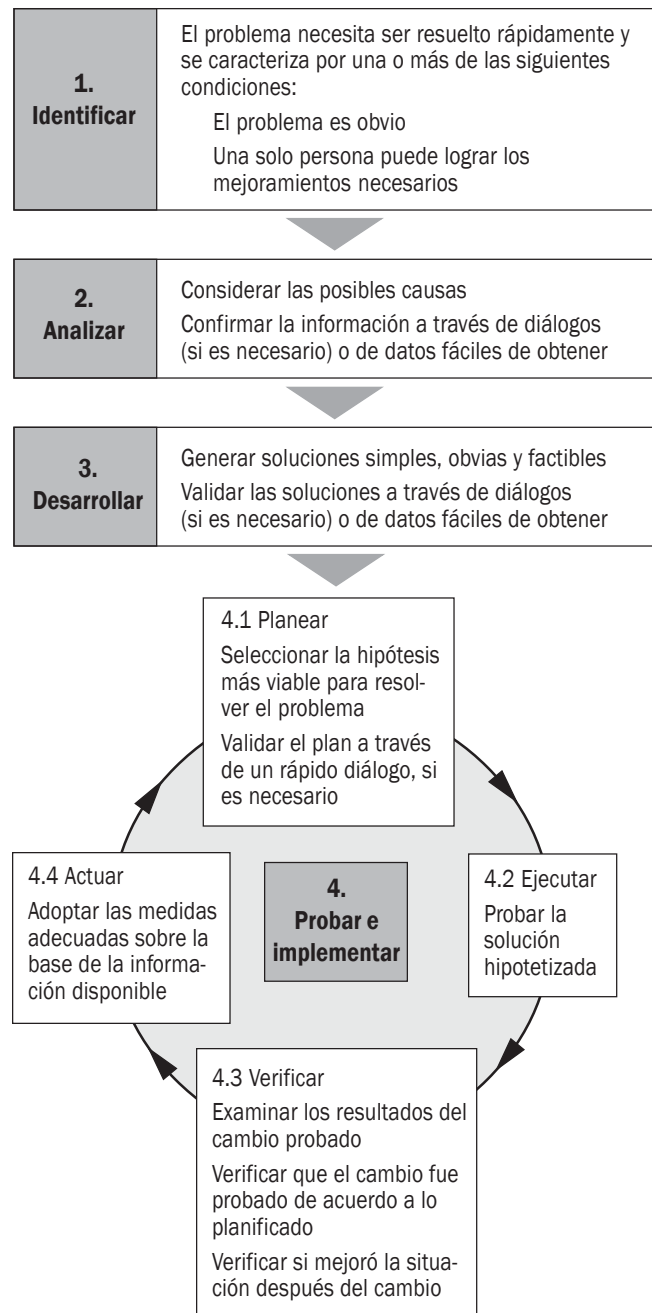 1.
Identificar
El problema necesita ser resuelto rápidamente y
se caracteriza por una o más de las siguientes
condiciones:
El problema es obvio
Una solo persona puede lograr los
mejoramientos necesarios
2.
Analizar
Considerar las posibles causas
Confirmar la información a través de diálogos
(si es necesario) o de datos fáciles de obtener
3.
Desarrollar
Generar soluciones simples, obvias y factibles
Validar las soluciones a través de diálogos
(si es necesario) o de datos fáciles de obtener
4.1 Planear
Seleccionar la hipótesis
más viable para resol-
ver el problema
Validar el plan a través
de un rápido diálogo, si
es necesario
4.
Probar e
implementar
4.2 Ejecutar
Probar la
solución
hipotetizada
4.3 Verificar
Examinar los resultados del
cambio probado
Verificar que el cambio fue
probado de acuerdo a lo
planificado
Verificar si mejoró la situa-
ción después del cambio
4.4 Actuar
Adoptar las medidas
adecuadas sobre la
base de la informa-
ción disponible